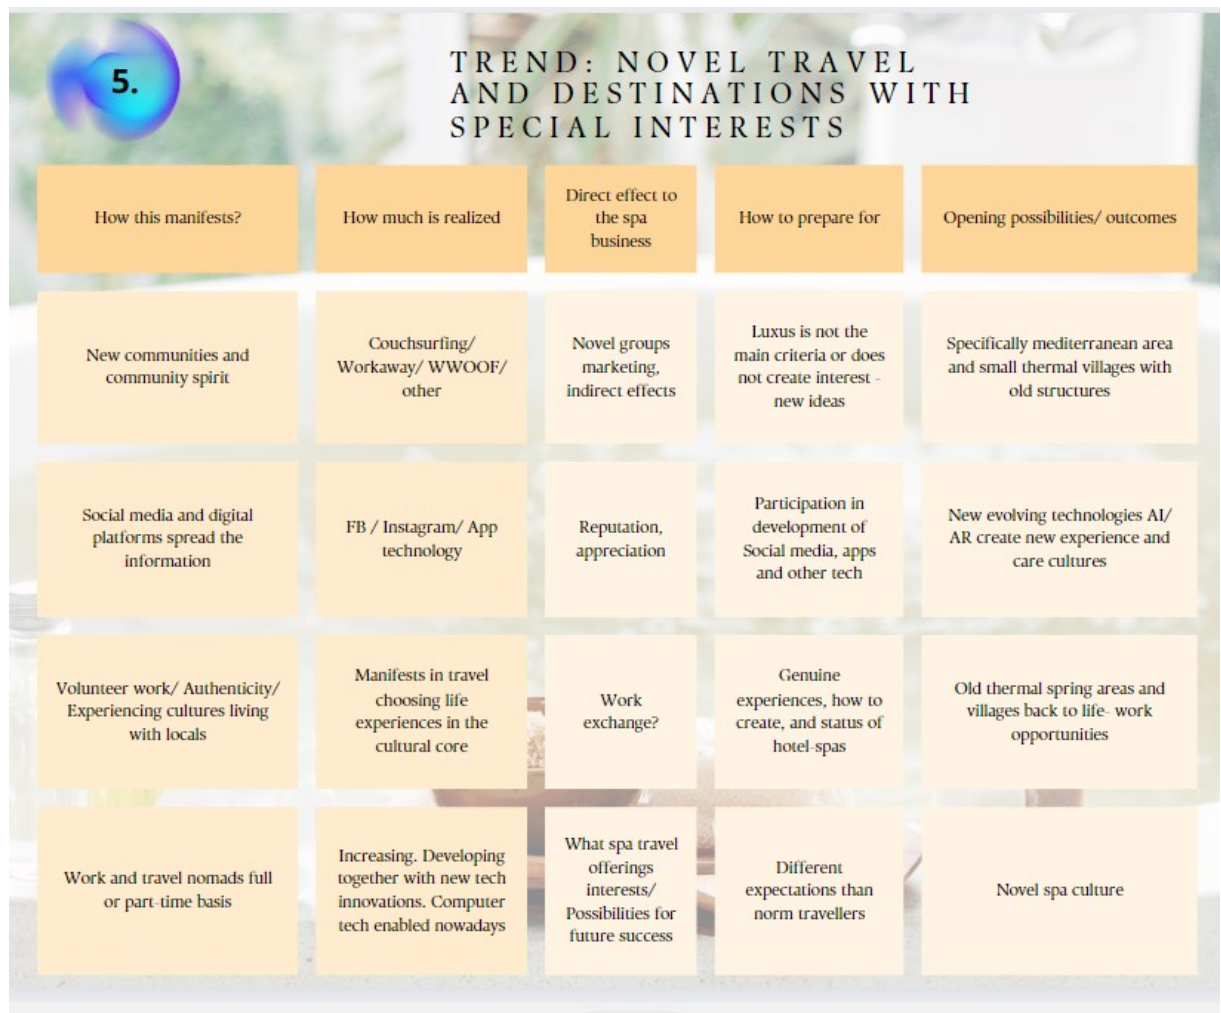 5.
TREND: NOVEL TRAVEL
AND DESTINATIONS WITH
SPECIAL INTERESTS
How this manifests?
How much is realized
Direct effect to
the spa
business
How to prepare for
Opening possibilities/ outcomes
New communities and
community spirit
Couchsurfing/
Workaway/ WWOOF/
other
Novel groups
marketing,
indirect effects
Luxus is not the
main criteria or does
not create interest -
new ideas
Specifically mediterranean area
and small thermal villages with
old structures
Social media and digital
platforms spread the
information
FB / Instagram/ App
technology
Reputation,
appreciation
Participation in
development of
Social media, apps
and other tech
New evolving technologies AI/
AR create new experience and
care cultures
Volunteer work/ Authenticity/
Experiencing cultures living
with locals
Manifests in travel
choosing life
experiences in the
cultural core
Work
exchange?
Genuine
experiences, how to
create, and status of
hotel-spas
Old thermal spring areas and
villages back to life- work
opportunities
Work and travel nomads full
or part-time basis
Increasing. Developing
together with new tech
innovations. Computer
tech enabled nowadays
What spa travel
offerings
interests/
Possibilities for
future success
Different
expectations than
norm travellers
Novel spa culture